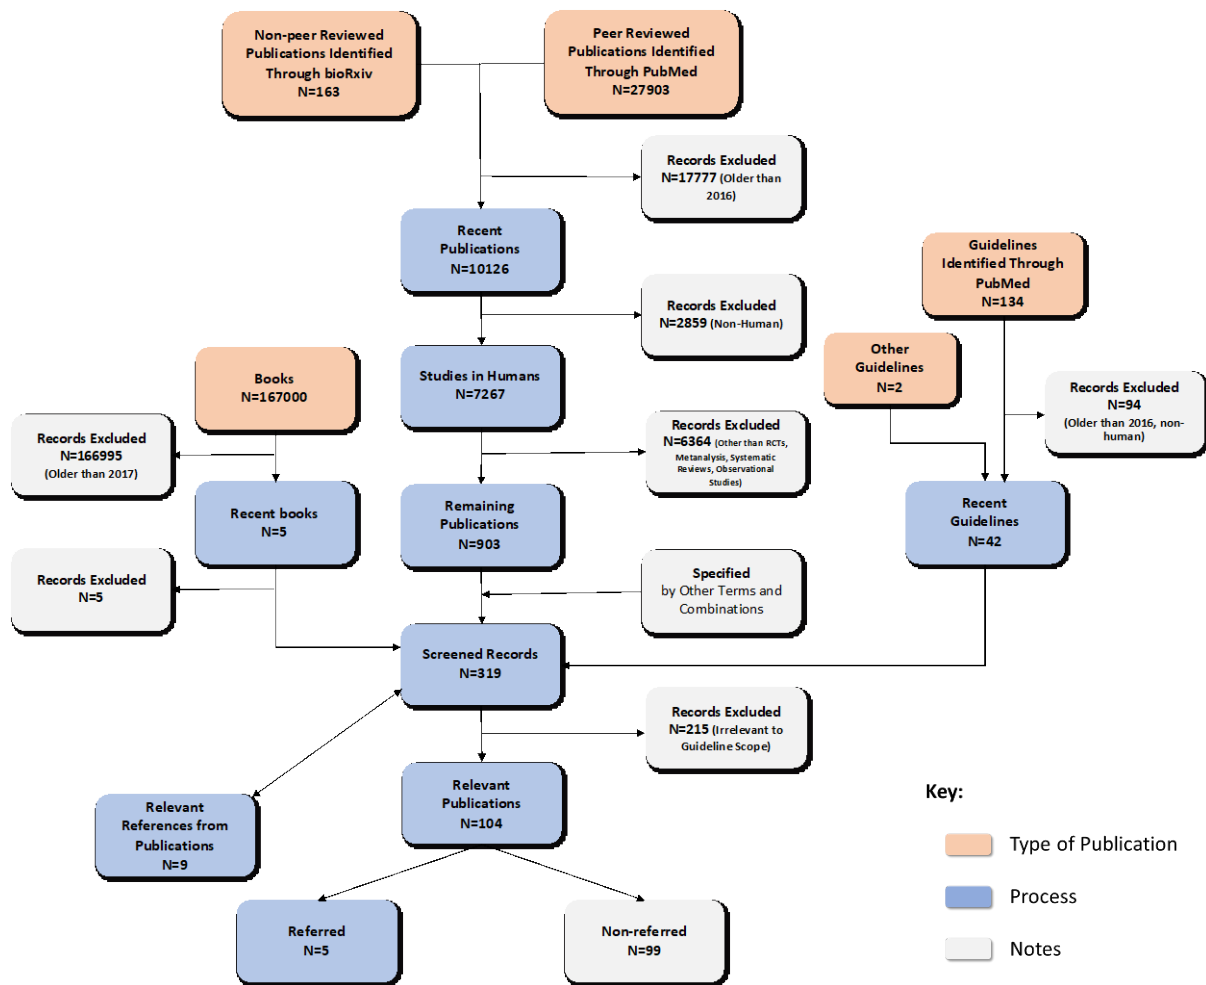 Non-peer Reviewed
Publications Identified
Through bioRxiv
N=163
Peer Reviewed
Publications Identified
Through PubMed
N=27903
Records Excluded
N=17777 (Older than
2016)
Recent
Publications
N=10126
Guidelines
Identified Through
PubMed
N=134
Records Excluded
N=2859 (Non-Human)
Other
Guidelines
N=2
Books
N=167000
Studies in Humans
N=7267
Records Excluded
N=94
(Older than 2016, non-
human)
Records Excluded
N=166995
(Older than 2017)
Records Excluded
N=6364 (Other than RCTs,
Metanalysis, Systematic
Reviews, Observational
Studies)
Recent books
N=5
Remaining
Publications
N=903
Recent
Guidelines
N=42
Records Excluded
N=5
Specified
by Other Terms and
Combinations
Screened Records
N=319
Records Excluded
N=215 (Irrelevant to
Guideline Scope)
Relevant
Publications
N=104
Relevant
References from
Publications
N=9
Referred
N=5
Non-referred
N=99
Key:
Type of Publication
Process
Notes